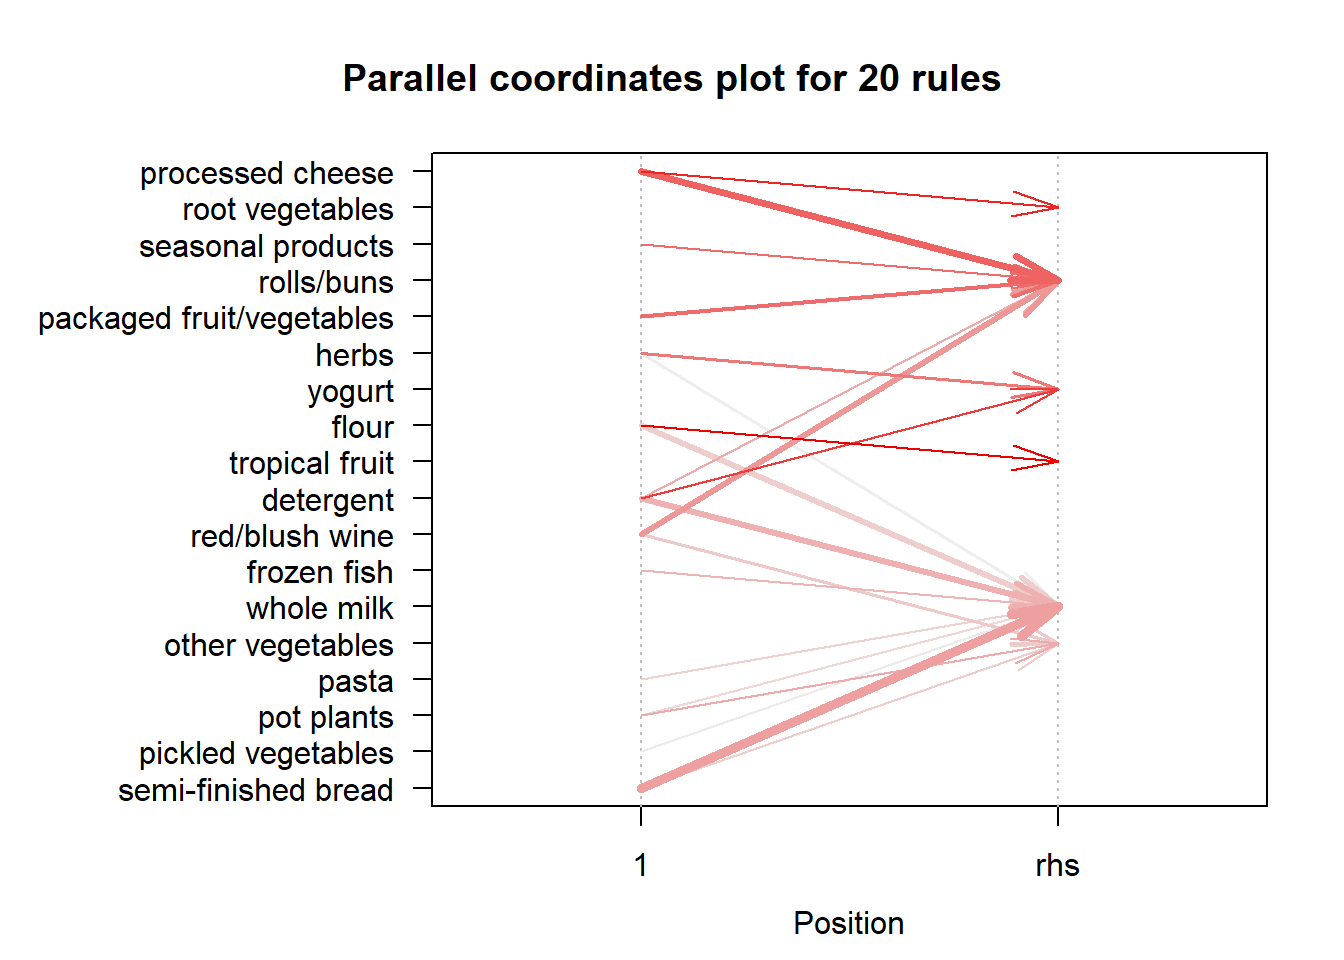 Parallel coordinates plot for 20 rules
processed cheese
root vegetables
seasonal products
rolls/buns
packaged fruit/vegetables
herbs
yogurt
flour
tropical fruit
detergent
red/blush wine
frozen fish
whole milk
other vegetables
pasta
pot plants
pickled vegetables
semi-finished bread
1 rhs
Position